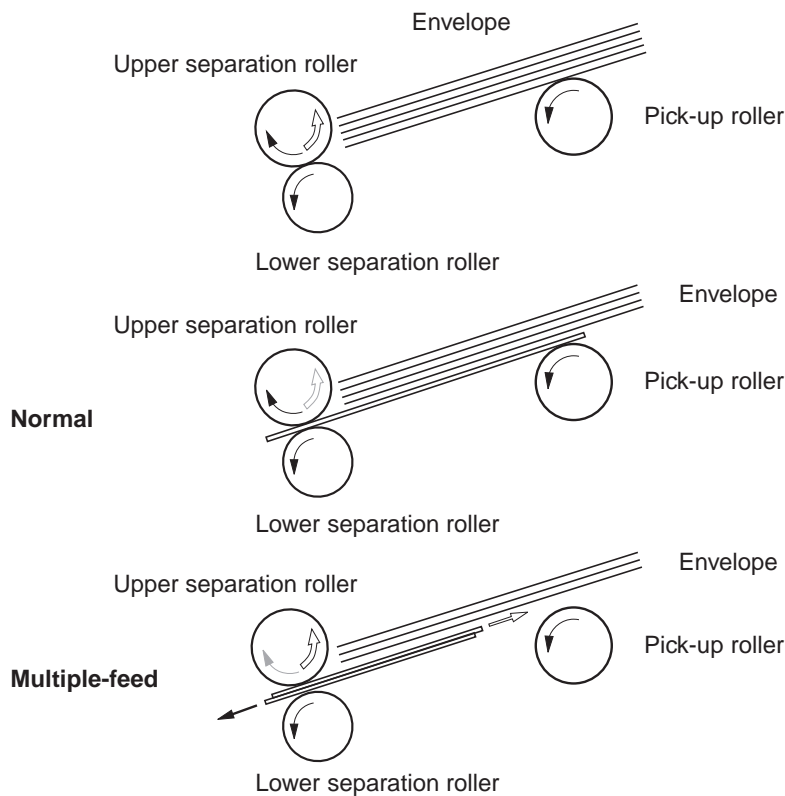 Envelope
Upper separation roller
Pick-up roller
Lower separation roller
Envelope
Upper separation roller
Pick-up roller
Normal
Lower separation roller
Envelope
Upper separation roller
Pick-up roller
Multiple-feed
Lower separation roller